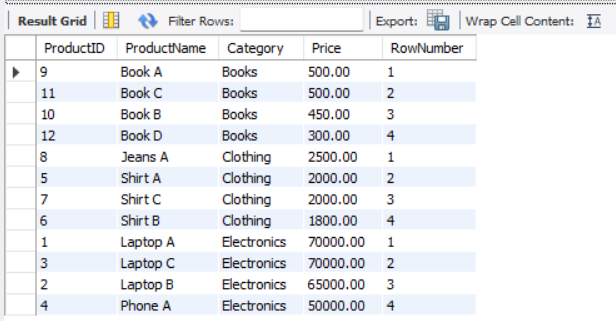 Result Grid Filter Rows: Export: Wrap Cell Content: IA
ProductID ProductName Category Price RowNumber
9 Book A Books 500.00 1
11 Book C Books 500.00 2
10 Book B Books 450.00 3
12 Book D Books 300.00 4
8 Jeans A Clothing 2500.00 1
5 Shirt A Clothing 2000.00 2
7 Shirt C Clothing 2000.00 3
6 Shirt B Clothing 1800.00 4
1 Laptop A Electronics 70000.00 1
3 Laptop C Electronics 70000.00 2
2 Laptop B Electronics 65000.00 3
4 Phone A Electronics 50000.00 4